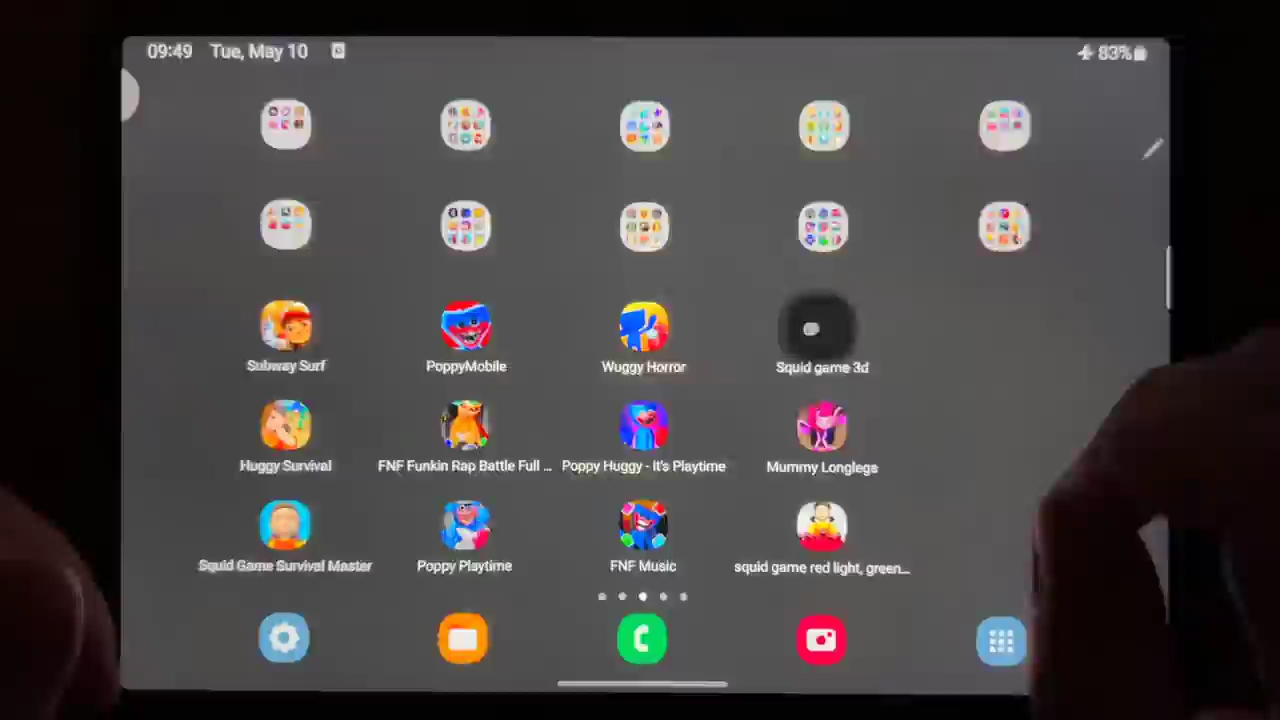 09:49 Tue, May 10 83%
Subway Surf PoppyMobile Wuggy Horror Squid game 3d
Huggy Survival FNF Funkin Rap Battle Full ... Poppy Huggy - It's Playtime Mummy Longlegs
Squid Game Survival Master Poppy Playtime FNF Music squid game red light, green...